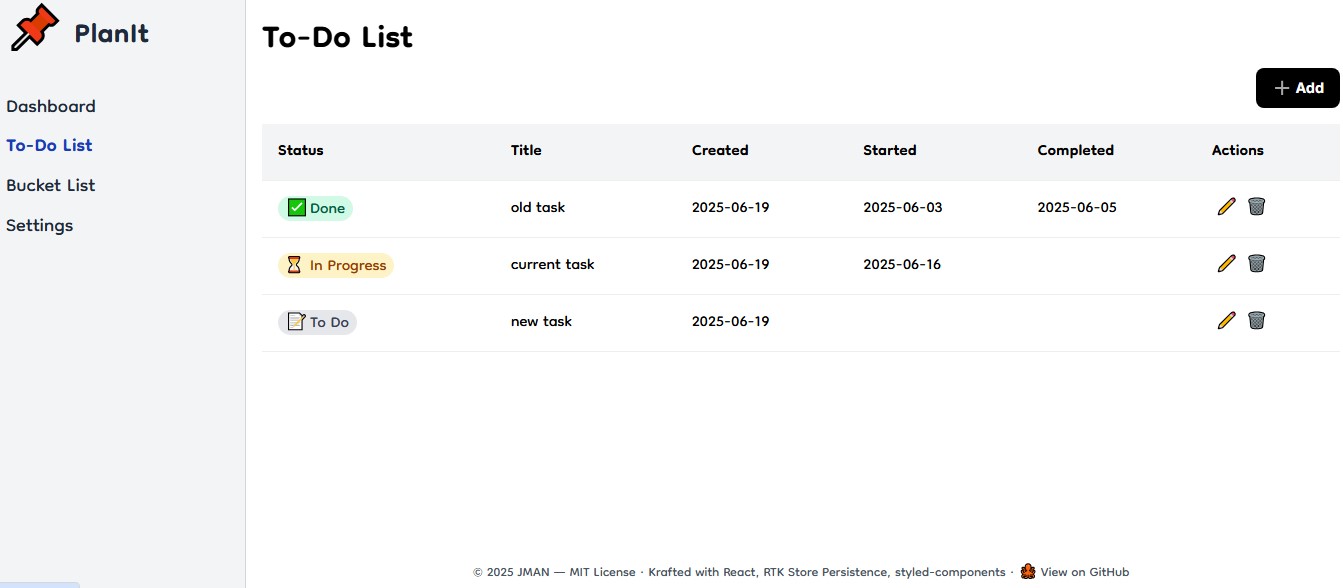 PlanIt
Dashboard
To-Do List
Bucket List
Settings
To-Do List
+ Add
Status Title Created Started Completed Actions
Done old task 2025-06-19 2025-06-03 2025-06-05
In Progress current task 2025-06-19 2025-06-16
To Do new task 2025-06-19
© 2025 JMAN — MIT License · Krafted with React, RTK Store Persistence, styled-components · View on GitHub